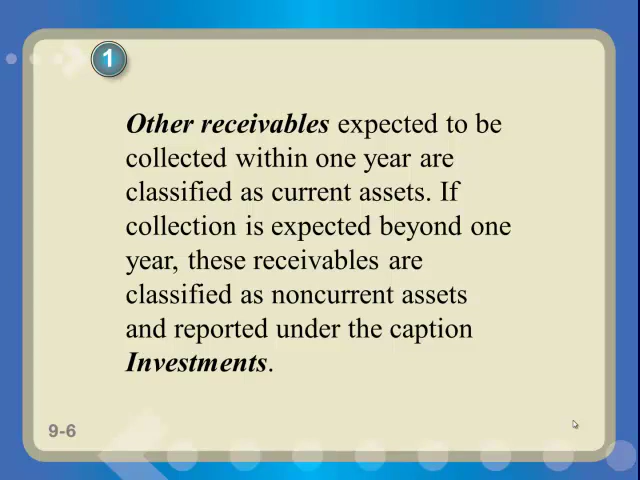 1
Other receivables expected to be
collected within one year are
classified as current assets. If
collection is expected beyond one
year, these receivables are
classified as noncurrent assets
and reported under the caption
Investments.
9-6